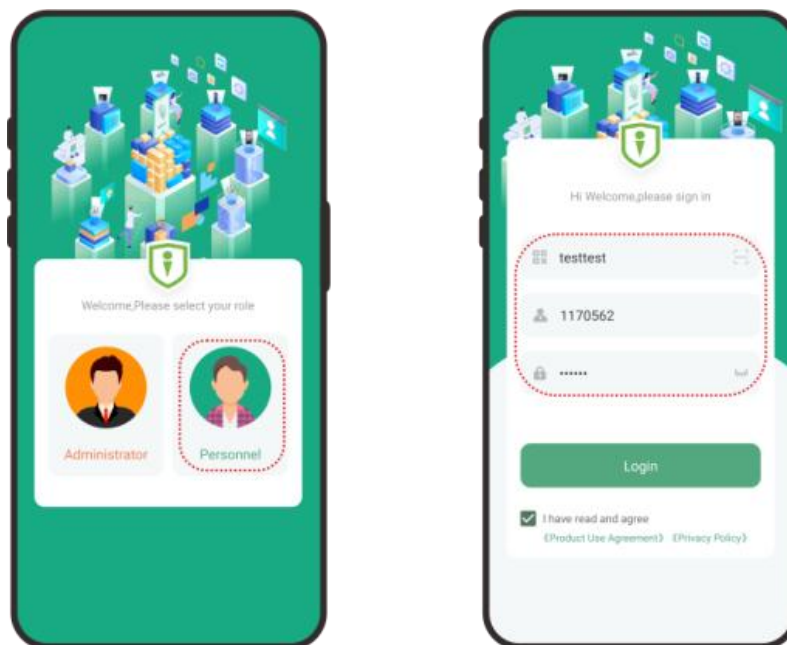 Welcome,Please select your role
Administrator
Personnel
Hi Welcome,please sign in
testtest
1170562
••••••
Login
I have read and agree
《Product Use Agreement》 《Privacy Policy》